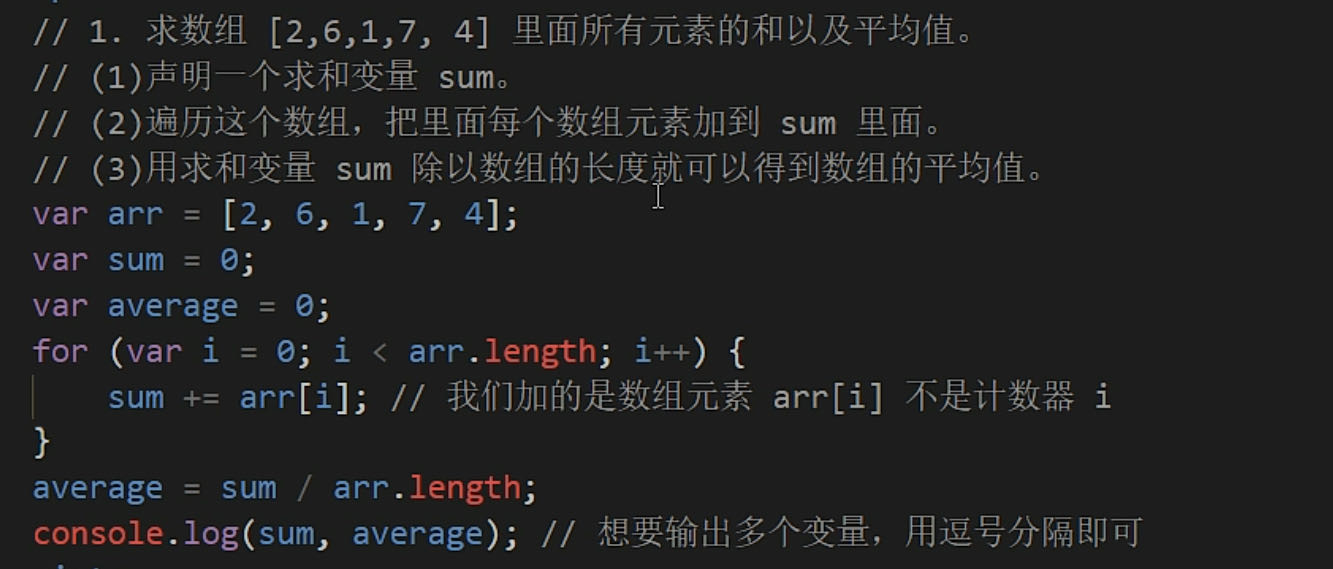 // 1. 求数组 [2,6,1,7, 4] 里面所有元素的和以及平均值。
// (1)声明一个求和变量 sum。
// (2)遍历这个数组，把里面每个数组元素加到 sum 里面。
// (3)用求和变量 sum 除以数组的长度就可以得到数组的平均值。
var arr = [2, 6, 1, 7, 4];
var sum = 0;
var average = 0;
for (var i = 0; i < arr.length; i++) {
    sum += arr[i]; // 我们加的是数组元素 arr[i] 不是计数器 i
}
average = sum / arr.length;
console.log(sum, average); // 想要输出多个变量，用逗号分隔即可